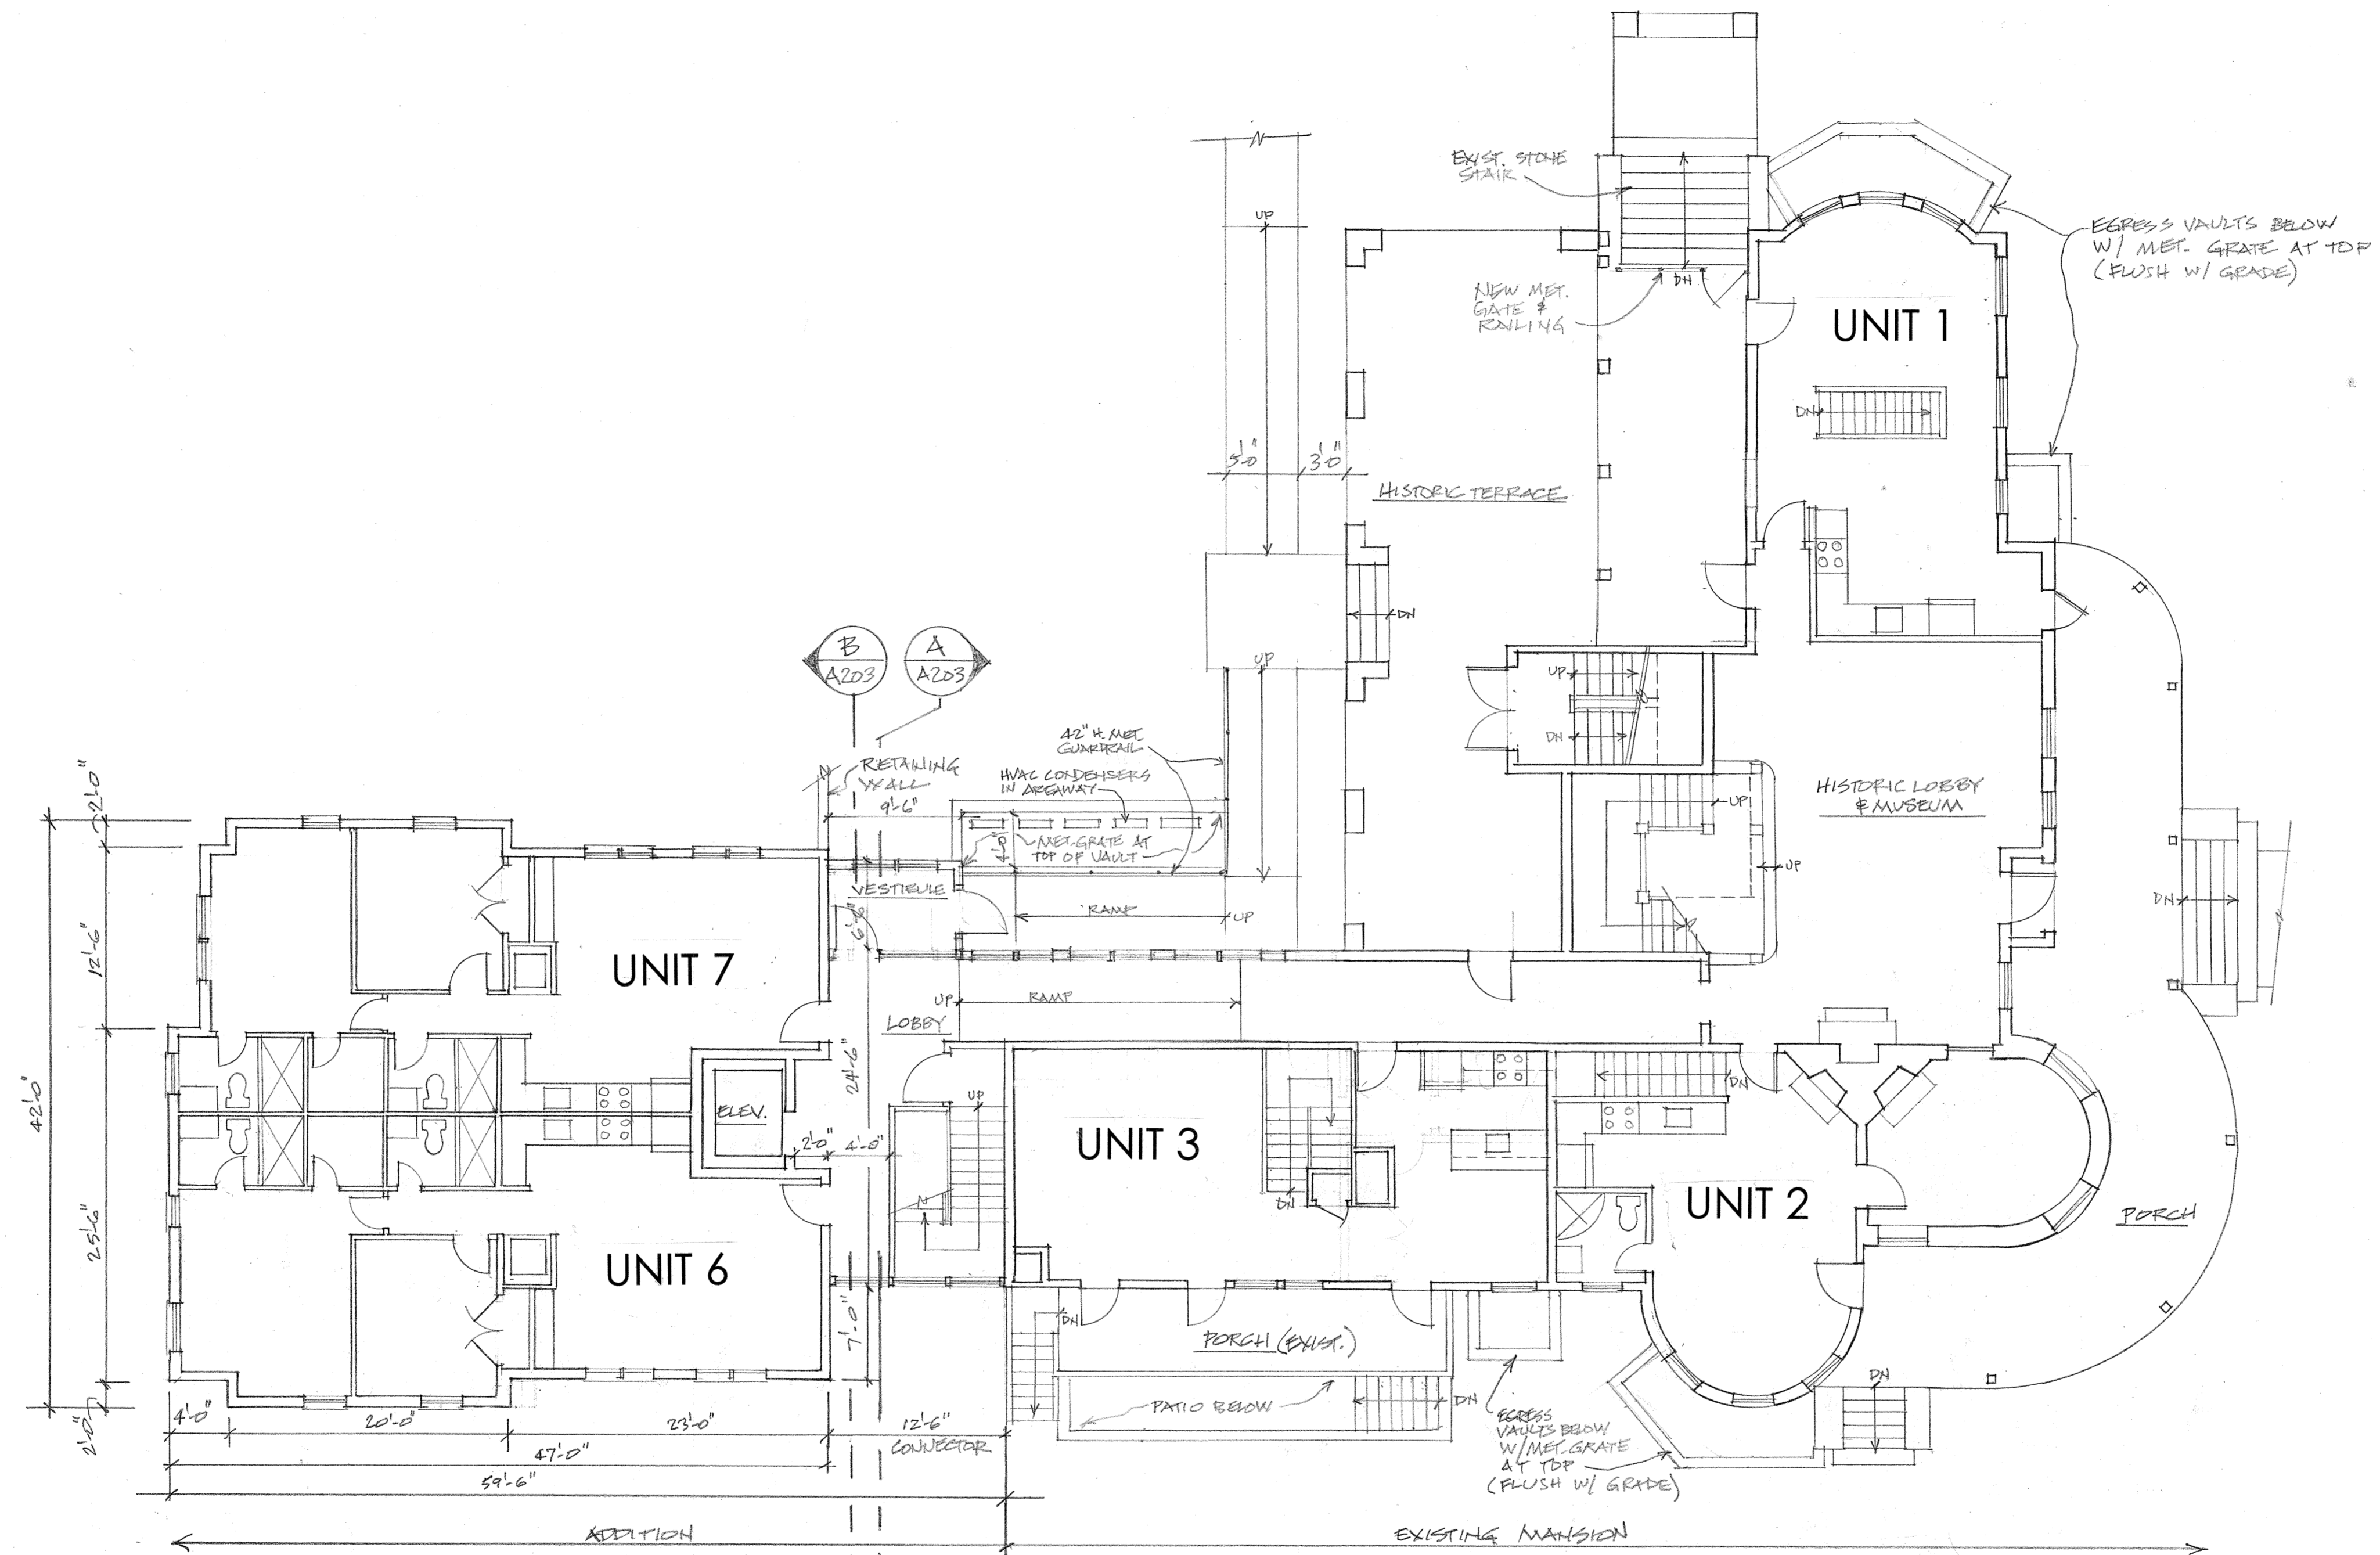 EXIST. STONE
STAIR
UP
EGRESS VAULTS BELOW
W/ MET. GRATE AT TOP
(FLUSH W/ GRADE)
NEW MET.
GATE &
RAILING
DN
UNIT 1
DN
5'-0"
3'-0"
HISTORIC TERRACE
DN
B
A203
A
A203
UP
UP
DN
42" H. MET.
GUARDRAIL
RETAINING
WALL
HVAC CONDENSERS
IN AREAWAY
HISTORIC LOBBY
& MUSEUM
2'-0"
9'-6"
4'-0"
MET. GRATE AT
TOP OF VAULT
UP
UP
VESTIBULE
6'-6"
RAMP
UP
DN
12'-6"
UNIT 7
UP
RAMP
LOBBY
24'-6"
42'-0"
ELEV.
UP
DN
2'-0"
4'-0"
UNIT 3
DN
UNIT 2
PORCH
25'-6"
UNIT 6
7'-0"
DN
PORCH (EXIST.)
DN
PATIO BELOW
DN
2'-0"
4'-0"
20'-0"
23'-0"
12'-6"
CONNECTOR
EGRESS
VAULTS BELOW
W/ MET. GRATE
AT TOP
(FLUSH W/ GRADE)
47'-0"
59'-6"
ADDITION
EXISTING MANSION